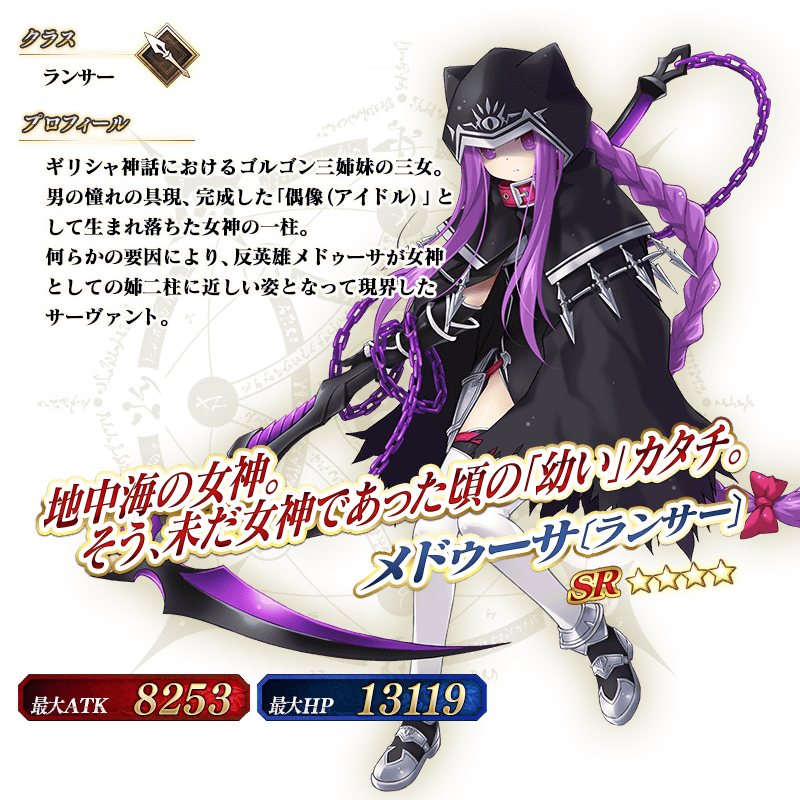 クラス
ランサー
プロフィール
ギリシャ神話におけるゴルゴン三姉妹の三女。
男の憧れの具現、完成した「偶像(アイドル)」と
して生まれ落ちた女神の一柱。
何らかの要因により、反英雄メドゥーサが女神
としての姉二柱に近しい姿となって現界した
サーヴァント。
地中海の女神。
そう、未だ女神であった頃の「幼い」カタチ。
メドゥーサ〔ランサー〕
SR ☆☆☆☆
最大ATK 8253
最大HP 13119